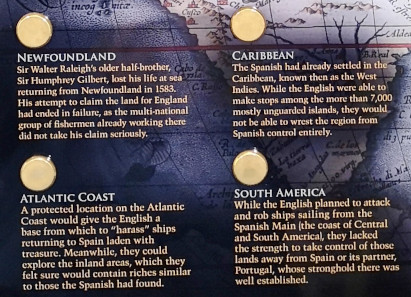 incog nitæ.
NEWFOUNDLAND
Sir Walter Raleigh's older half-brother,
Sir Humphrey Gilbert, lost his life at sea
returning from Newfoundland in 1583.
His attempt to claim the land for England
had ended in failure, as the multi-national
group of fishermen already working there
did not take his claim seriously.
CARIBBEAN
The Spanish had already settled in the
Caribbean, known then as the West
Indies. While the English were able to
make stops among the more than 7,000
mostly unguarded islands, they would
not be able to wrest the region from
Spanish control entirely.
ATLANTIC COAST
A protected location on the Atlantic
Coast would give the English a
base from which to "harass" ships
returning to Spain laden with
treasure. Meanwhile, they could
explore the inland areas, which they
felt sure would contain riches similar
to those the Spanish had found.
SOUTH AMERICA
While the English planned to attack
and rob ships sailing from the
Spanish Main (the coast of Central
and South America), they lacked
the strength to take control of those
lands away from Spain or its partner,
Portugal, whose stronghold there was
well established.